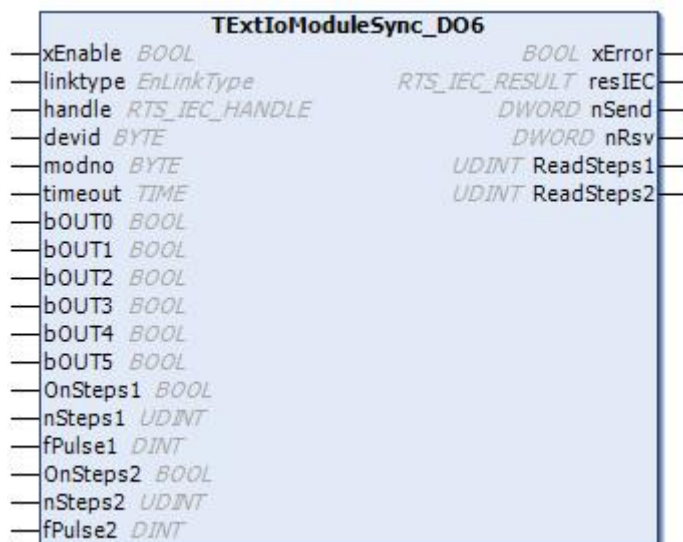 TExtIoModuleSync_DO6
xEnable BOOL BOOL xError
linktype EnLinkType RTS_IEC_RESULT resIEC
handle RTS_IEC_HANDLE DWORD nSend
devid BYTE DWORD nRsv
modno BYTE UDINT ReadSteps1
timeout TIME UDINT ReadSteps2
bOUT0 BOOL
bOUT1 BOOL
bOUT2 BOOL
bOUT3 BOOL
bOUT4 BOOL
bOUT5 BOOL
OnSteps1 BOOL
nSteps1 UDINT
fPulse1 DINT
OnSteps2 BOOL
nSteps2 UDINT
fPulse2 DINT